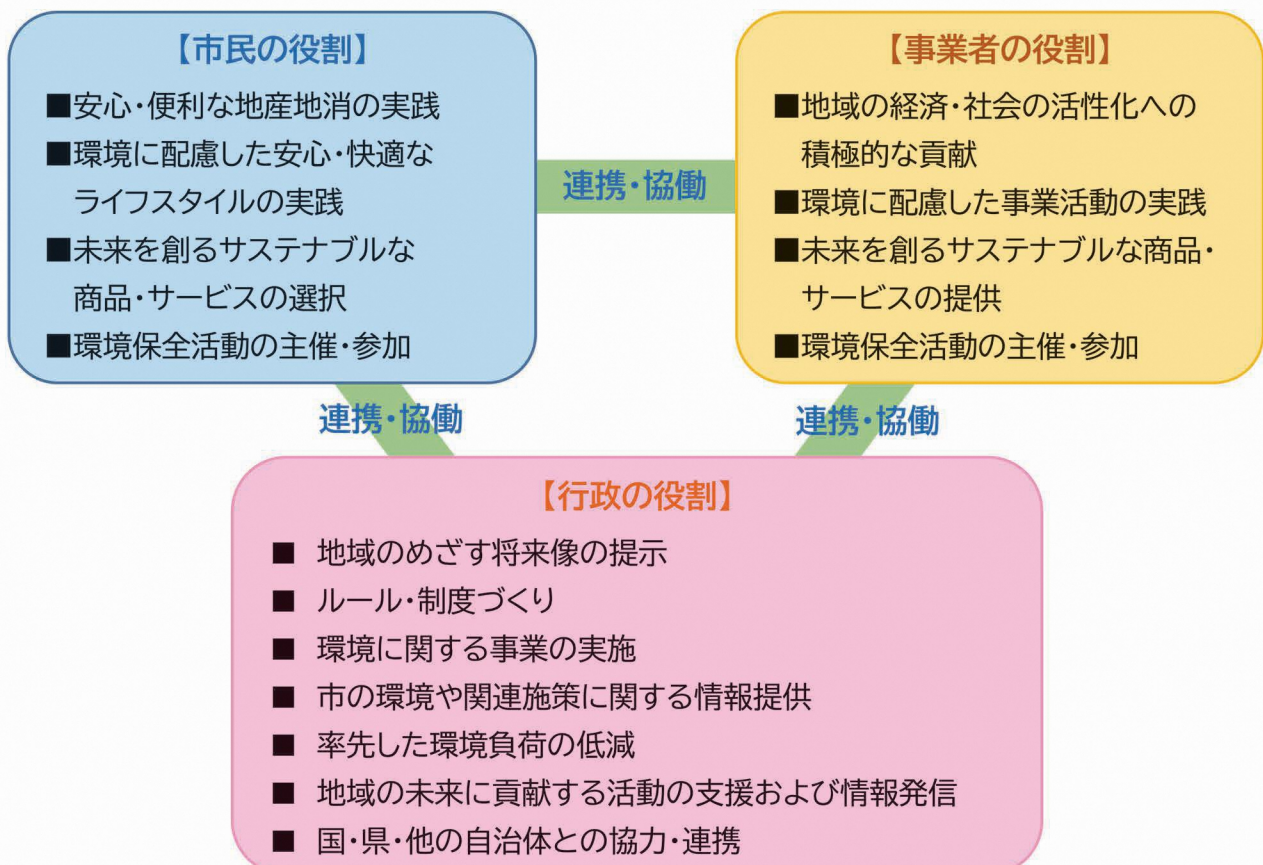 【市民の役割】
■安心・便利な地産地消の実践
■環境に配慮した安心・快適な
ライフスタイルの実践
■未来を創るサステナブルな
商品・サービスの選択
■環境保全活動の主催・参加
連携・協働
【事業者の役割】
■地域の経済・社会の活性化への
積極的な貢献
■環境に配慮した事業活動の実践
■未来を創るサステナブルな商品・
サービスの提供
■環境保全活動の主催・参加
連携・協働
連携・協働
【行政の役割】
■ 地域のめざす将来像の提示
■ ルール・制度づくり
■ 環境に関する事業の実施
■ 市の環境や関連施策に関する情報提供
■ 率先した環境負荷の低減
■ 地域の未来に貢献する活動の支援および情報発信
■ 国・県・他の自治体との協力・連携